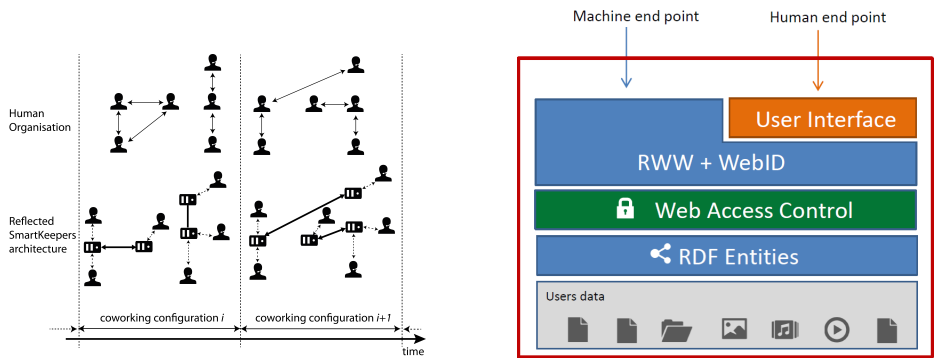 Human
Organisation
Reflected
SmartKeepers
architecture
coworking configuration i
coworking configuration i+1
time
Machine end point
Human end point
User Interface
RWW + WebID
Web Access Control
RDF Entities
Users data